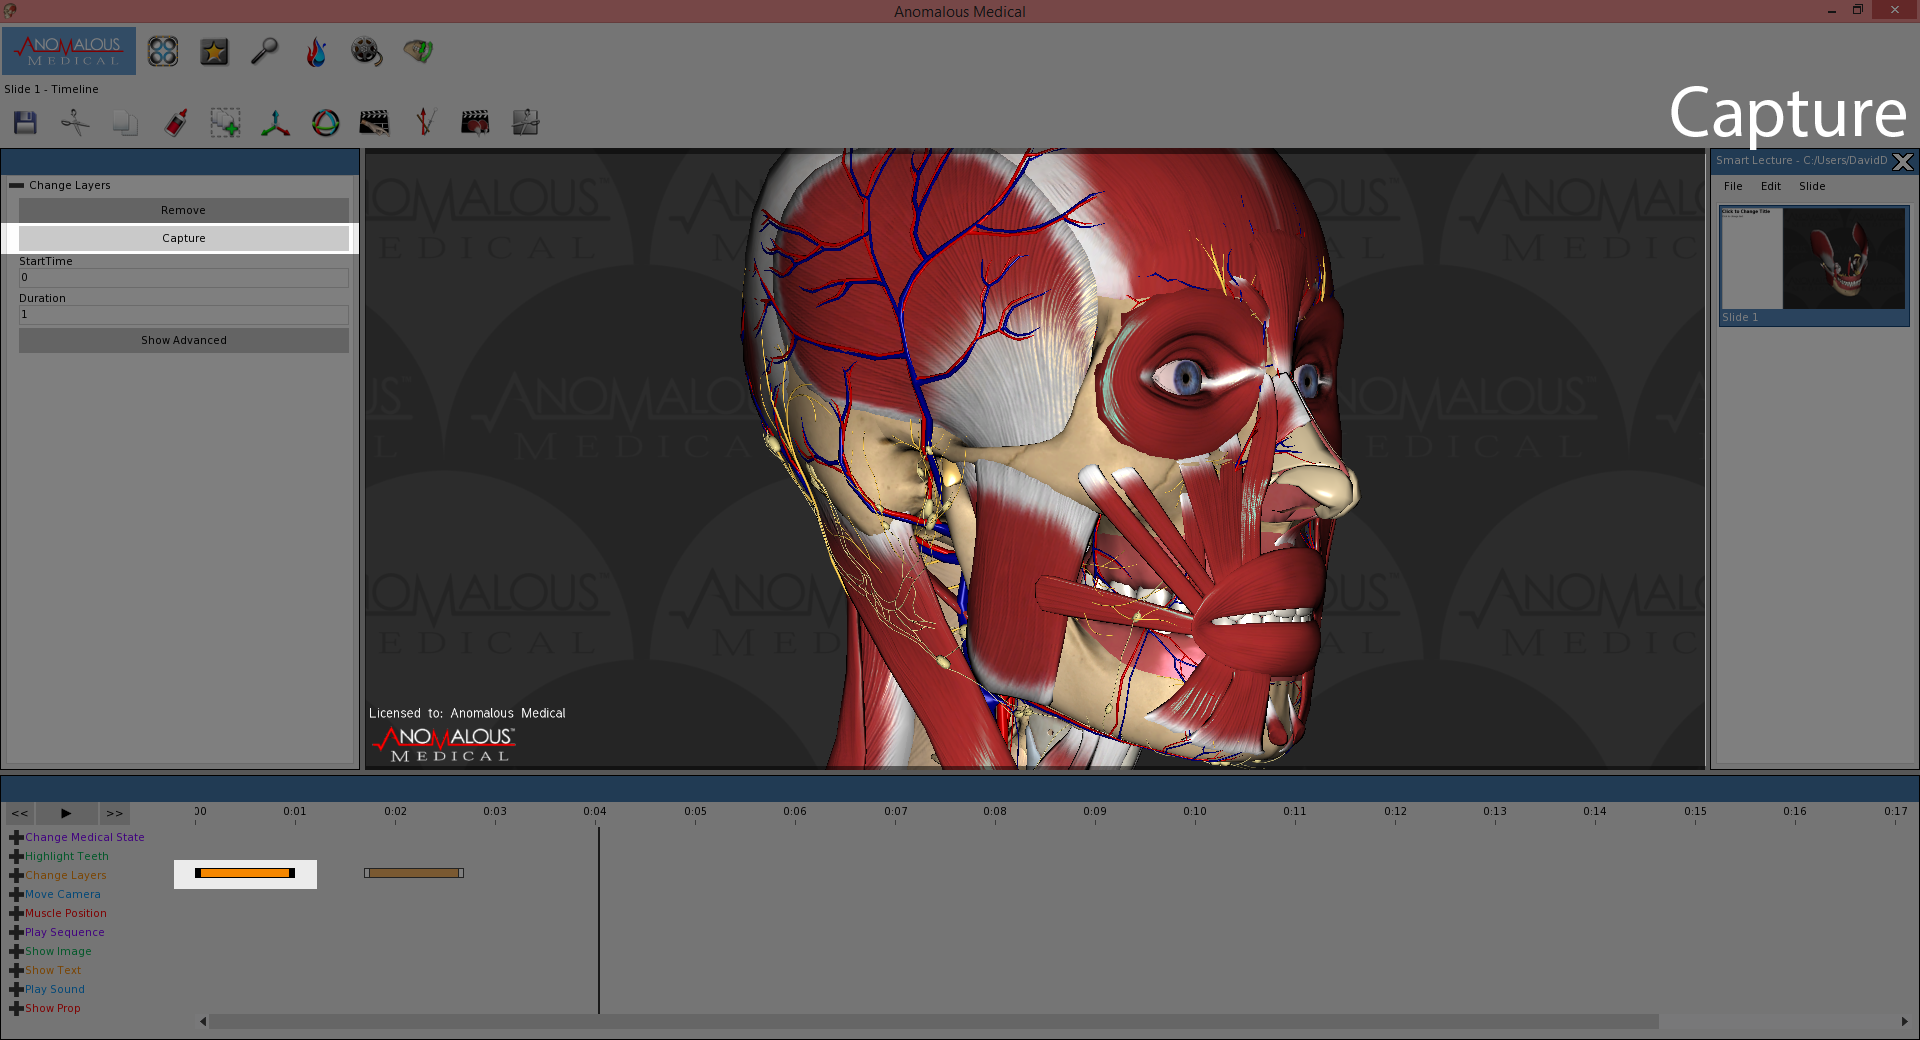 Anomalous Medical
ANOMALOUS
MEDICAL
Slide 1 - Timeline
Capture
Change Layers
Remove
Capture
StartTime
0
Duration
1
Show Advanced
ANOMALOUS™
MEDICAL
Licensed to: Anomalous Medical
ANOMALOUS™
MEDICAL
Smart Lecture - C:/Users/DavidD
File Edit Slide
Click to Change Title
Slide 1
<< >>
00 0:01 0:02 0:03 0:04 0:05 0:06 0:07 0:08 0:09 0:10 0:11 0:12 0:13 0:14 0:15 0:16 0:17
Change Medical State
Highlight Teeth
Change Layers
Move Camera
Muscle Position
Play Sequence
Show Image
Show Text
Play Sound
Show Prop